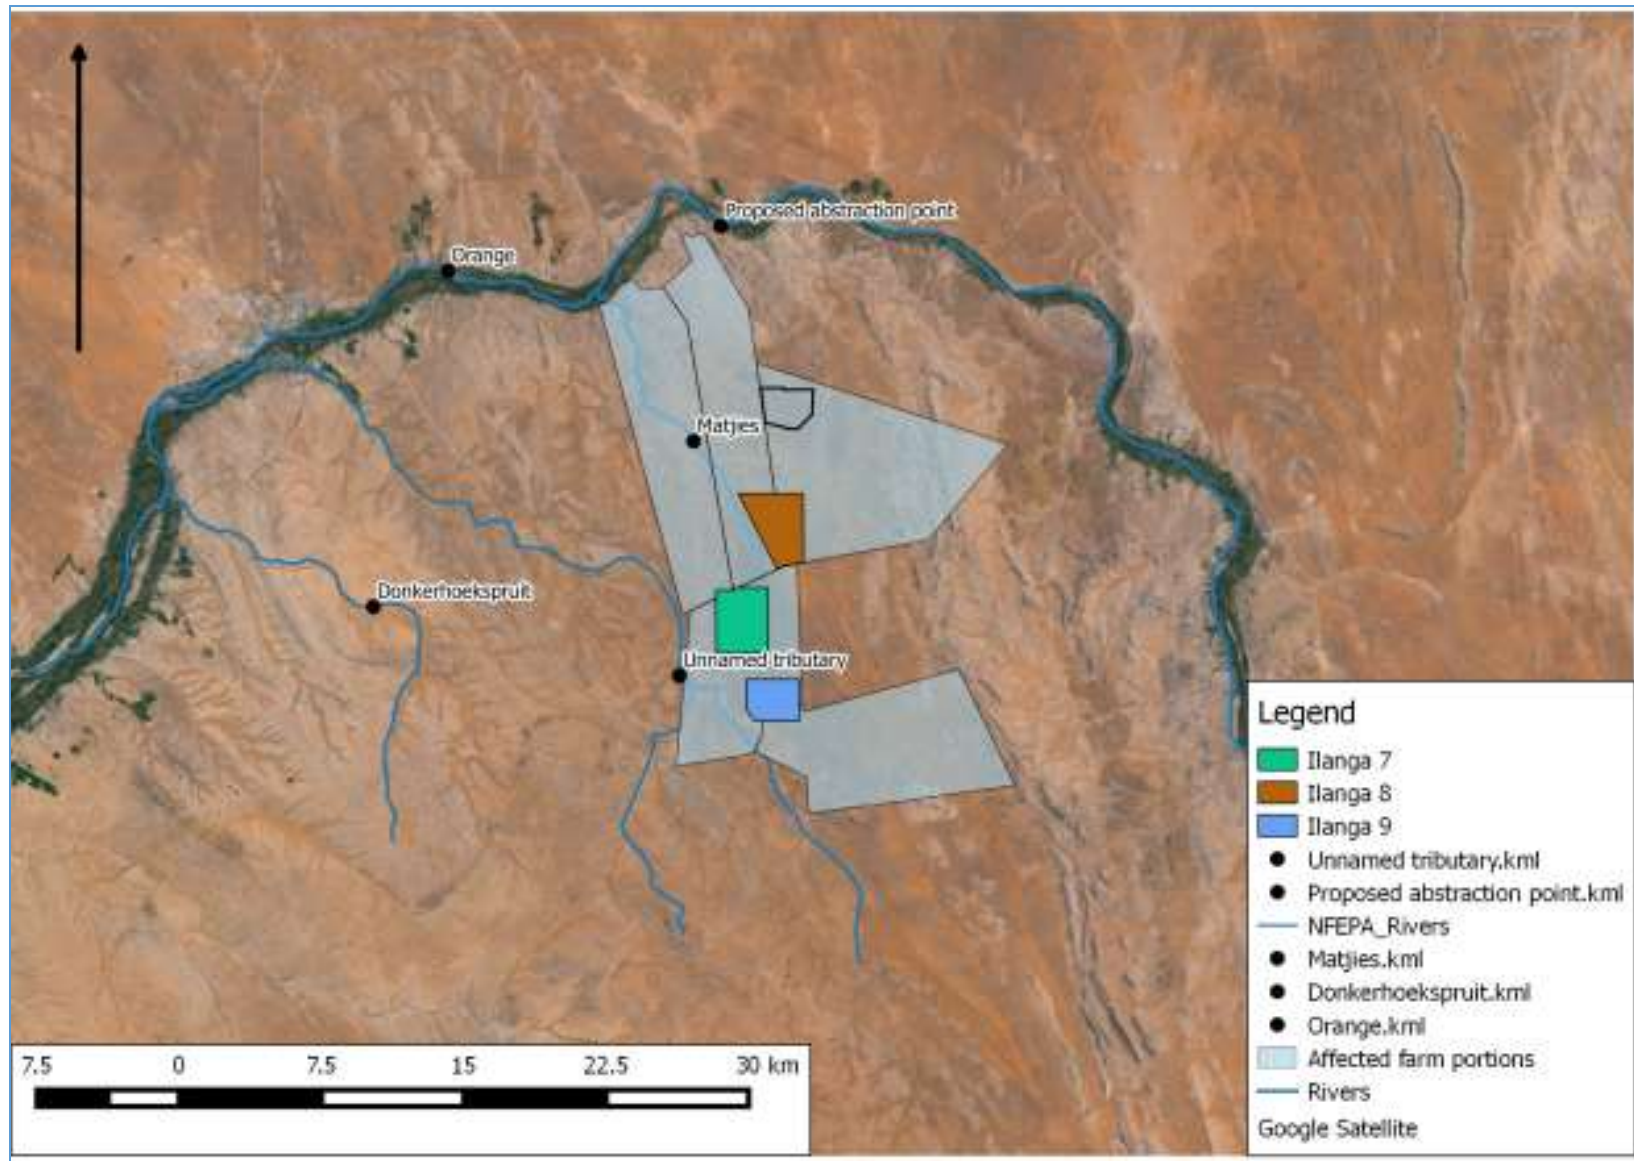 Proposed abstraction point
Orange
Matjies
Donkerhoekspruit
Unnamed tributary
Legend
Ilanga 7
Ilanga 8
Ilanga 9
Unnamed tributary.kml
Proposed abstraction point.kml
NFEPA_Rivers
Matjies.kml
Donkerhoekspruit.kml
Orange.kml
Affected farm portions
Rivers
Google Satellite
7.5 0 7.5 15 22.5 30 km